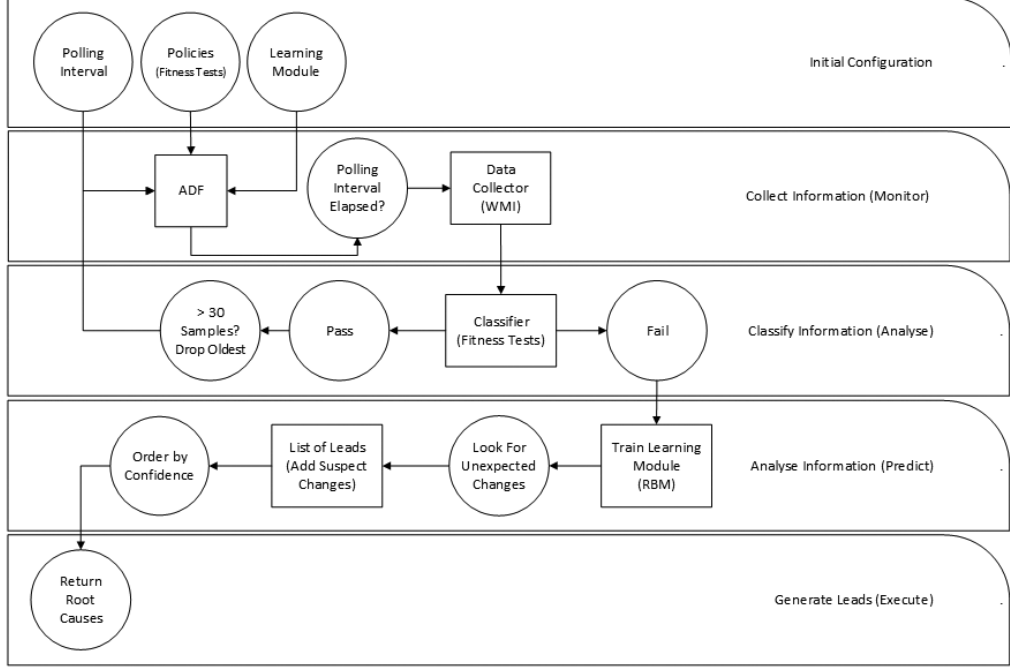 Polling
Interval
Policies
(Fitness Tests)
Learning
Module
Initial Configuration
.
ADF
Polling
Interval
Elapsed?
Data
Collector
(WMI)
Collect Information (Monitor)
> 30
Samples?
Drop Oldest
Pass
Classifier
(Fitness Tests)
Fail
Classify Information (Analyse)
.
Order by
Confidence
List of Leads
(Add Suspect
Changes)
Look For
Unexpected
Changes
Train Learning
Module
(RBM)
Analyse Information (Predict)
.
Return
Root
Causes
Generate Leads (Execute)
.